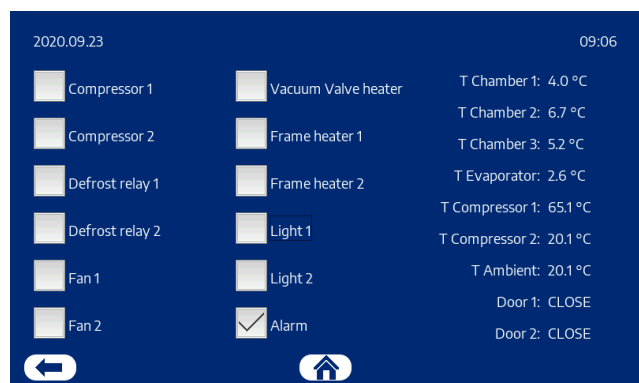 2020.09.23
09:06
Compressor 1
Compressor 2
Defrost relay 1
Defrost relay 2
Fan 1
Fan 2
Vacuum Valve heater
Frame heater 1
Frame heater 2
Light 1
Light 2
Alarm
T Chamber 1: 4.0 °C
T Chamber 2: 6.7 °C
T Chamber 3: 5.2 °C
T Evaporator: 2.6 °C
T Compressor 1: 65.1 °C
T Compressor 2: 20.1 °C
T Ambient: 20.1 °C
Door 1: CLOSE
Door 2: CLOSE